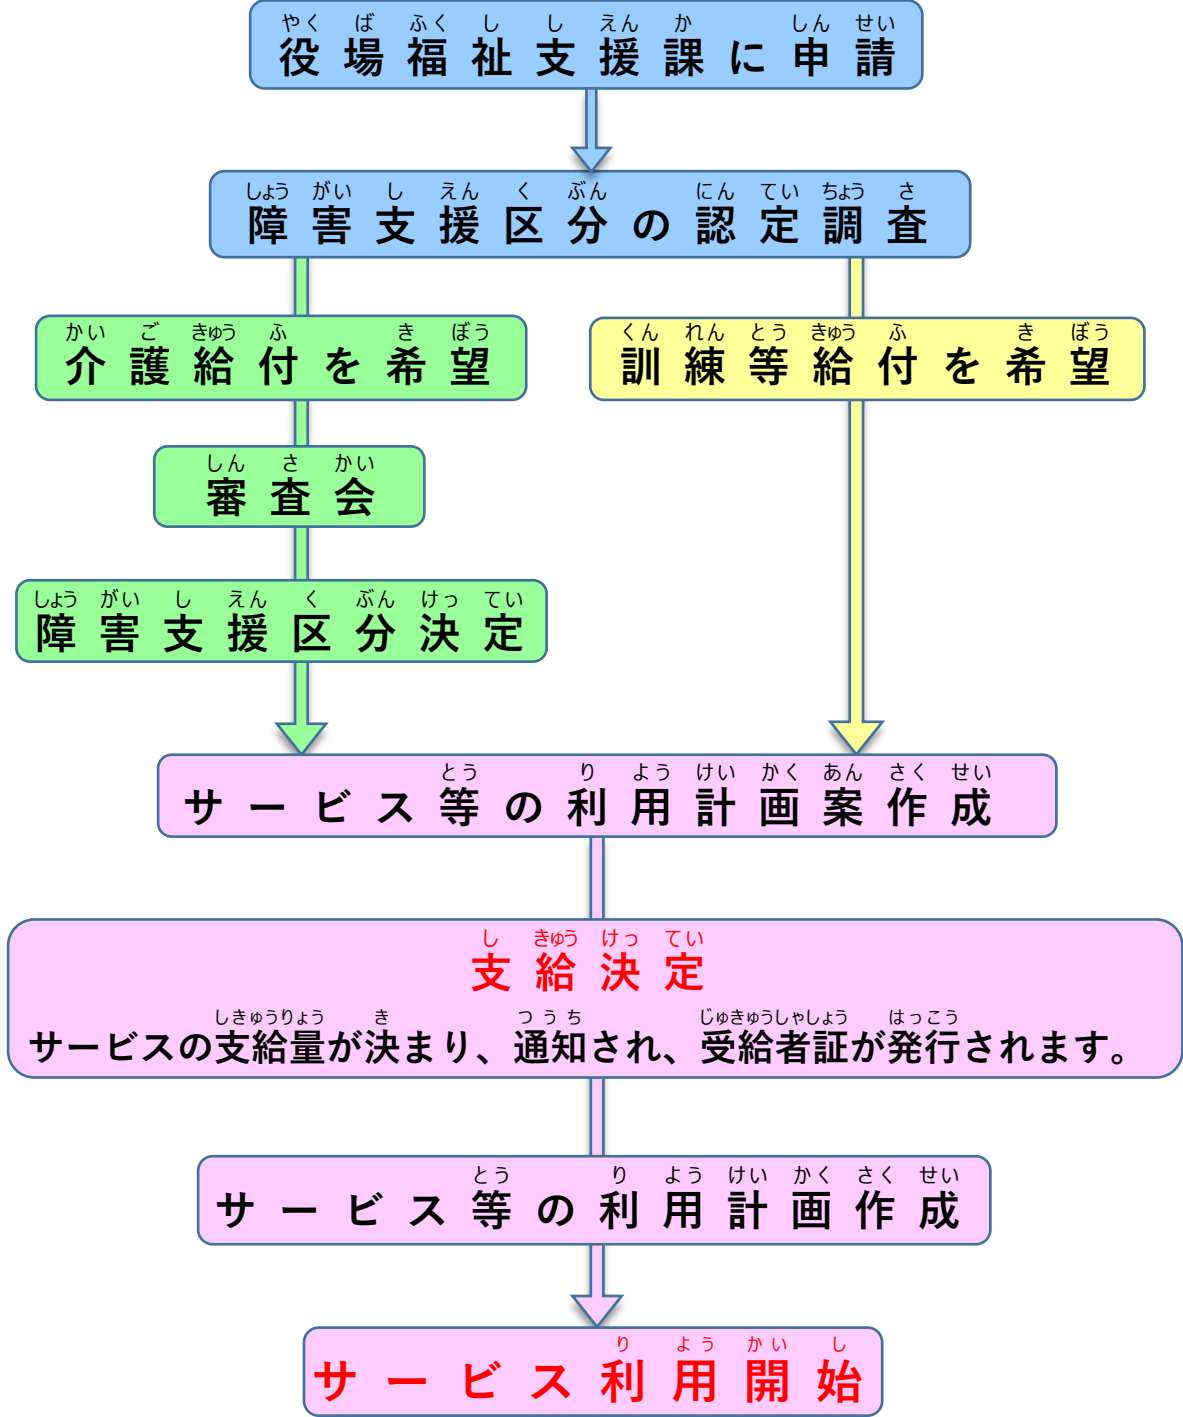 やくばふくししえんかしんせい
役場福祉支援課に申請
しょうがいしえんくぶんにんていちょうさ
障害支援区分の認定調査
かいごきゅうふきぼう
介護給付を希望
くんれんとうきゅうふきぼう
訓練等給付を希望
しんさかい
審査会
しょうがいしえんくぶんけってい
障害支援区分決定
とうりようけいかくあんさくせい
サービス等の利用計画案作成
しきゅうけってい
支給決定
しきゅうりょう き つうち じゅきゅうしゃしょう はっこう
サービスの支給量が決まり、通知され、受給者証が発行されます。
とうりようけいかくさくせい
サービス等の利用計画作成
りようかいし
サービス利用開始